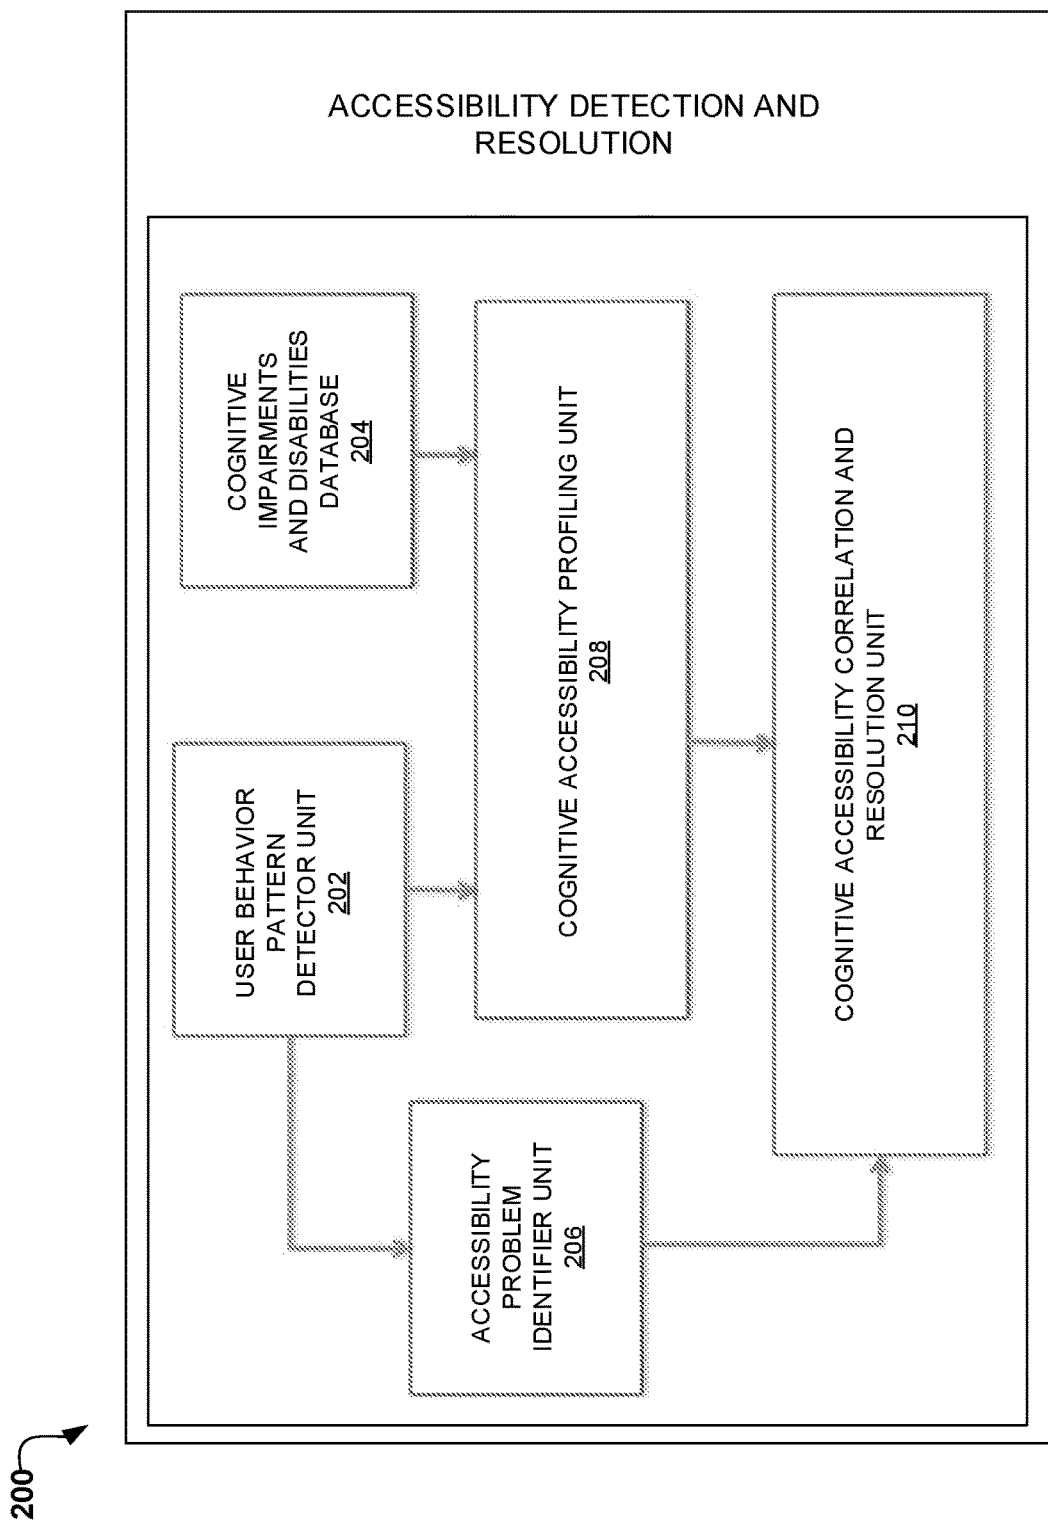 200
ACCESSIBILITY DETECTION AND
RESOLUTION
USER BEHAVIOR
PATTERN
DETECTOR UNIT
202
COGNITIVE
IMPAIRMENTS
AND DISABILITIES
DATABASE
204
ACCESSIBILITY
PROBLEM
IDENTIFIER UNIT
206
COGNITIVE ACCESSIBILITY PROFILING UNIT
208
COGNITIVE ACCESSIBILITY CORRELATION AND
RESOLUTION UNIT
210